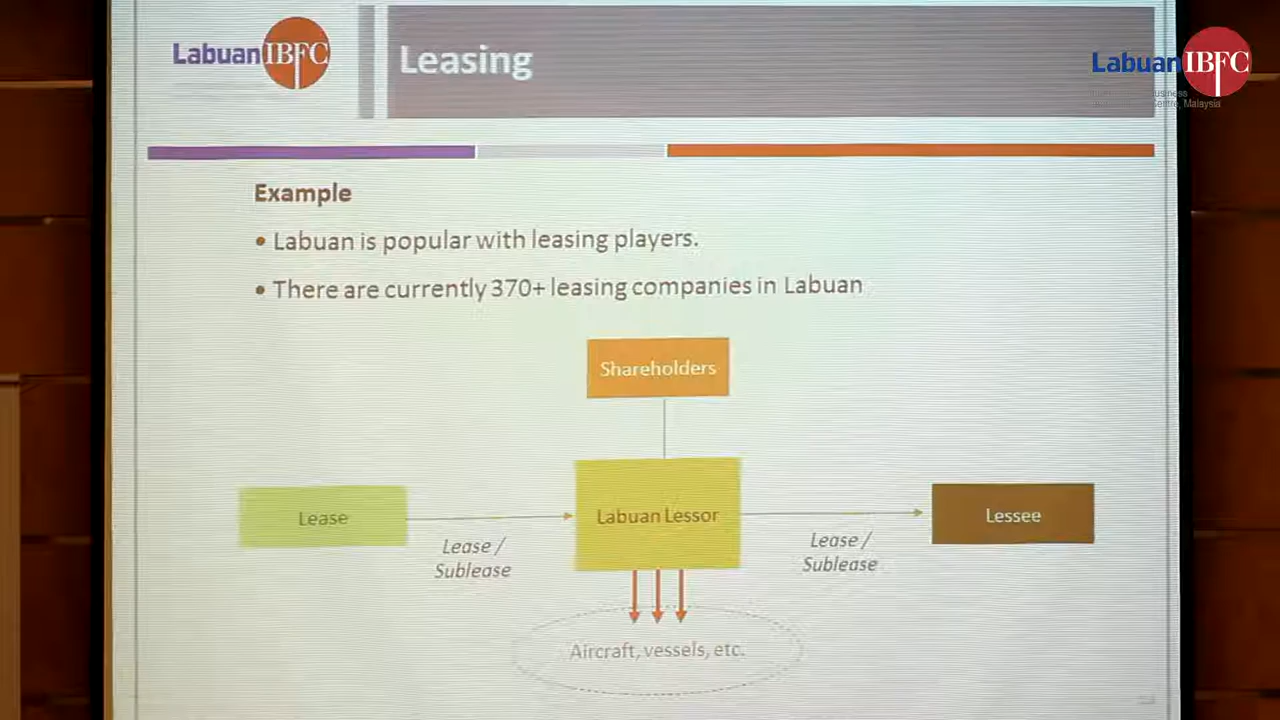 Labuan IBFC
Leasing
Labuan IBFC
Malaysia
Example
• Labuan is popular with leasing players.
• There are currently 370+ leasing companies in Labuan
Shareholders
Lease
Labuan Lessor
Lessee
Lease /
Sublease
Lease /
Sublease
Aircraft, vessels, etc.